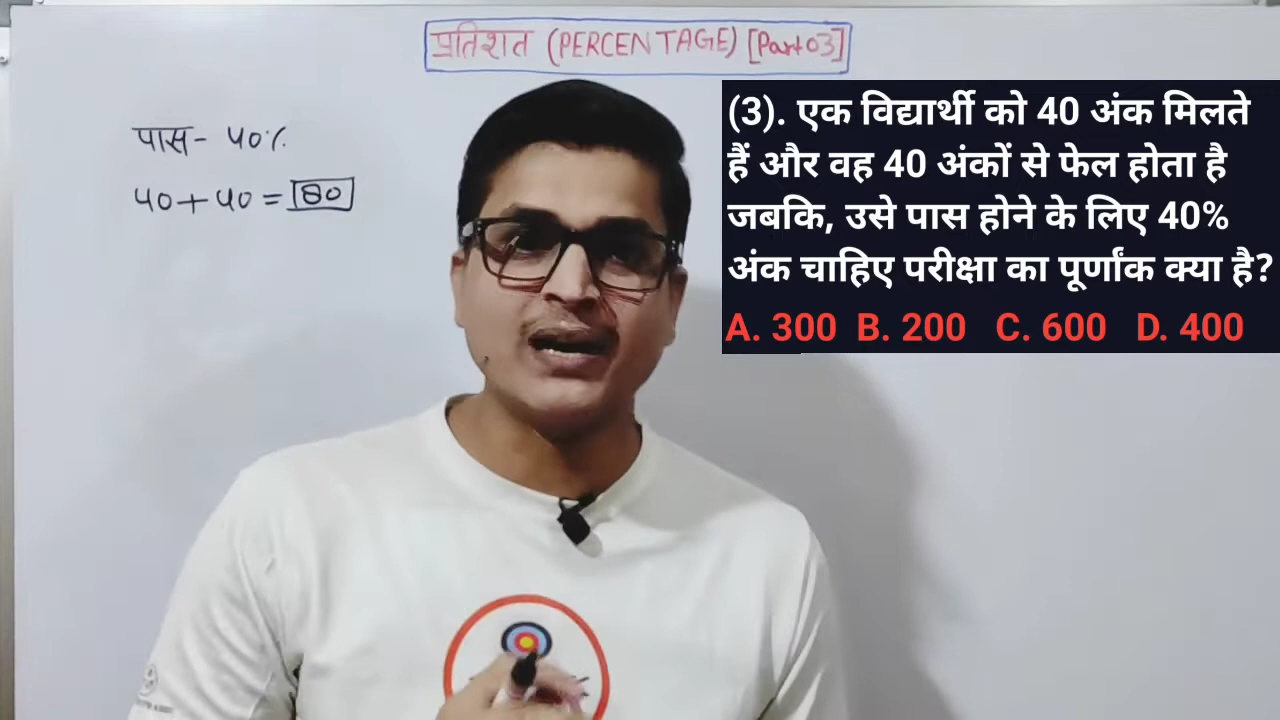 प्रतिशत (PERCENTAGE) [Part 03]
पास - 40%
40 + 40 = 80
(3). एक विद्यार्थी को 40 अंक मिलते
हैं और वह 40 अंकों से फेल होता है
जबकि, उसे पास होने के लिए 40%
अंक चाहिए परीक्षा का पूर्णांक क्या है?
A. 300 B. 200 C. 600 D. 400